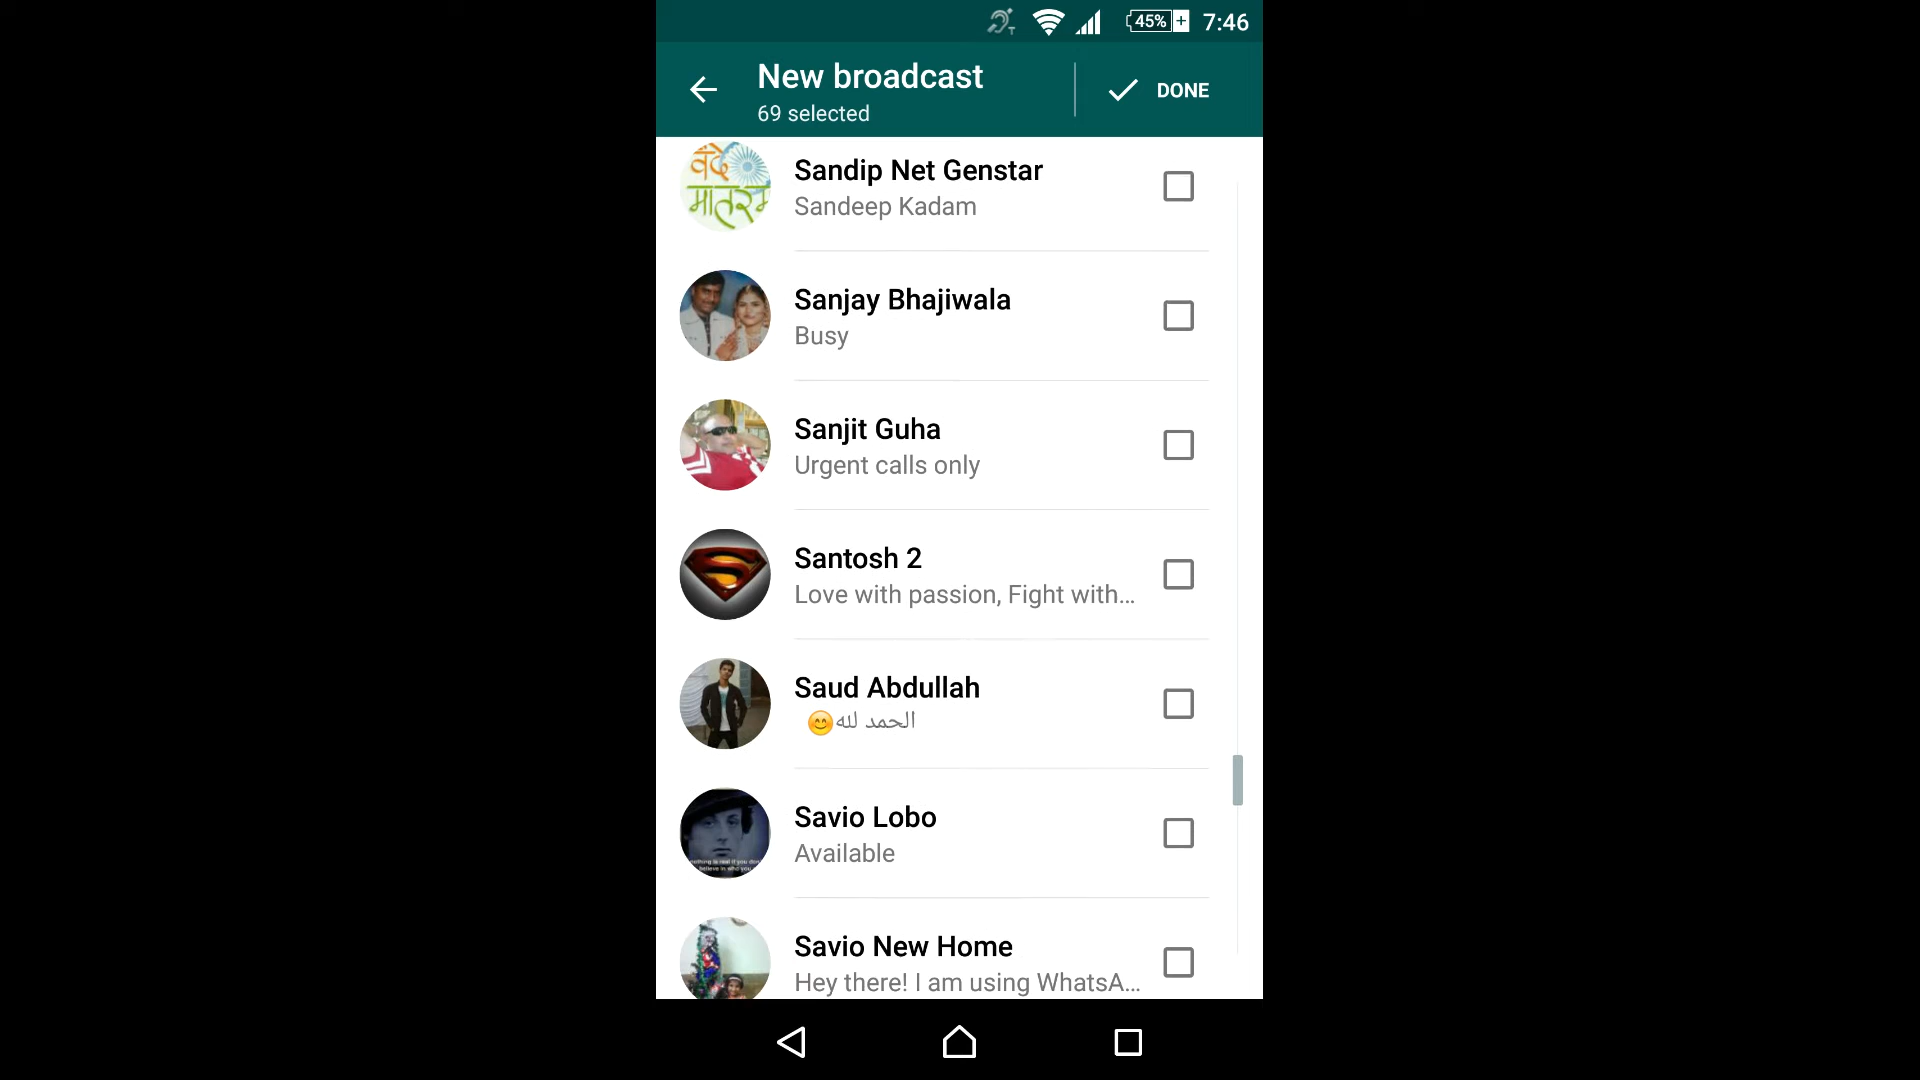 45%
7:46
New broadcast
69 selected
DONE
वंदे
मातरम
Sandip Net Genstar
Sandeep Kadam
Sanjay Bhajiwala
Busy
Sanjit Guha
Urgent calls only
Santosh 2
Love with passion, Fight with...
Saud Abdullah
الحمد لله😊
Savio Lobo
Available
Savio New Home
Hey there! I am using WhatsA...